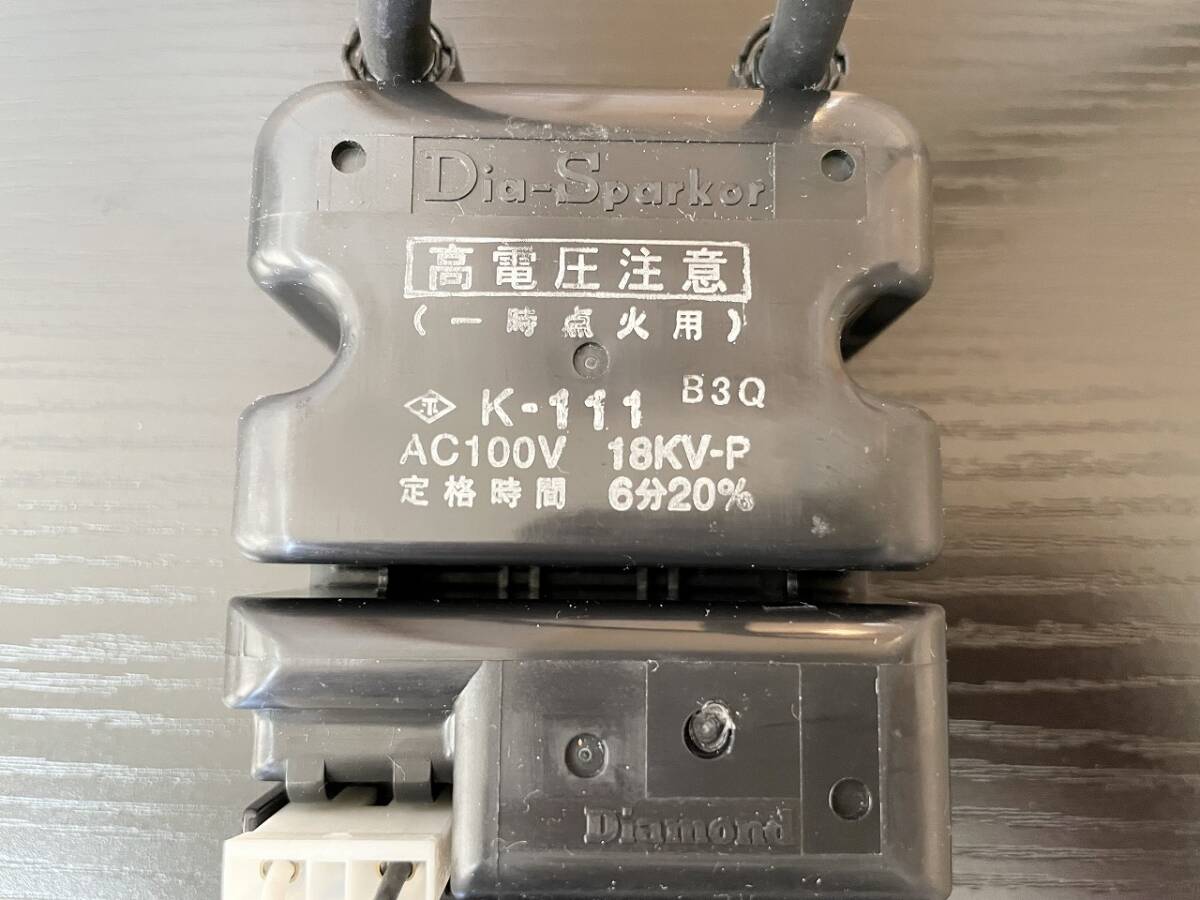 Dia-Sparkor
高電圧注意
(一時点火用)
K-111 B3Q
AC100V 18KV-P
定格時間 6分20%
Diamond